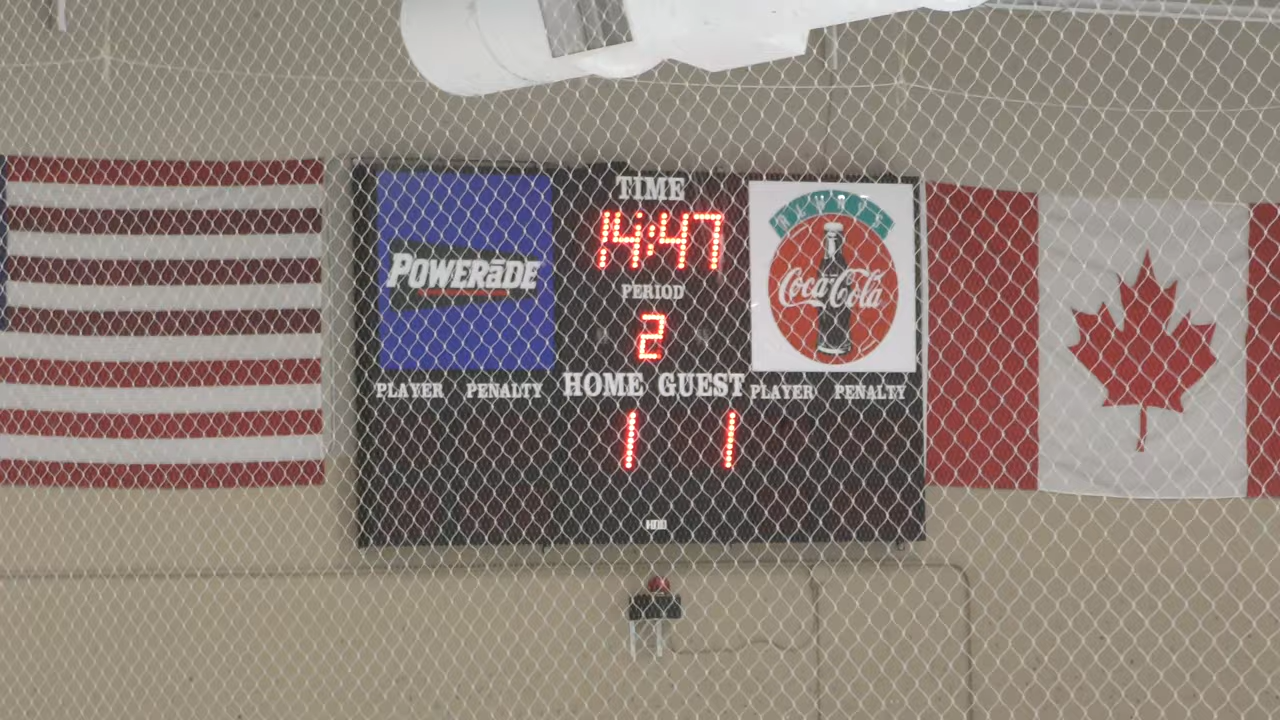 TIME
14:47
POWERaDE
Coca-Cola
PERIOD
2
HOME GUEST
PLAYER PENALTY
PLAYER PENALTY
1 1